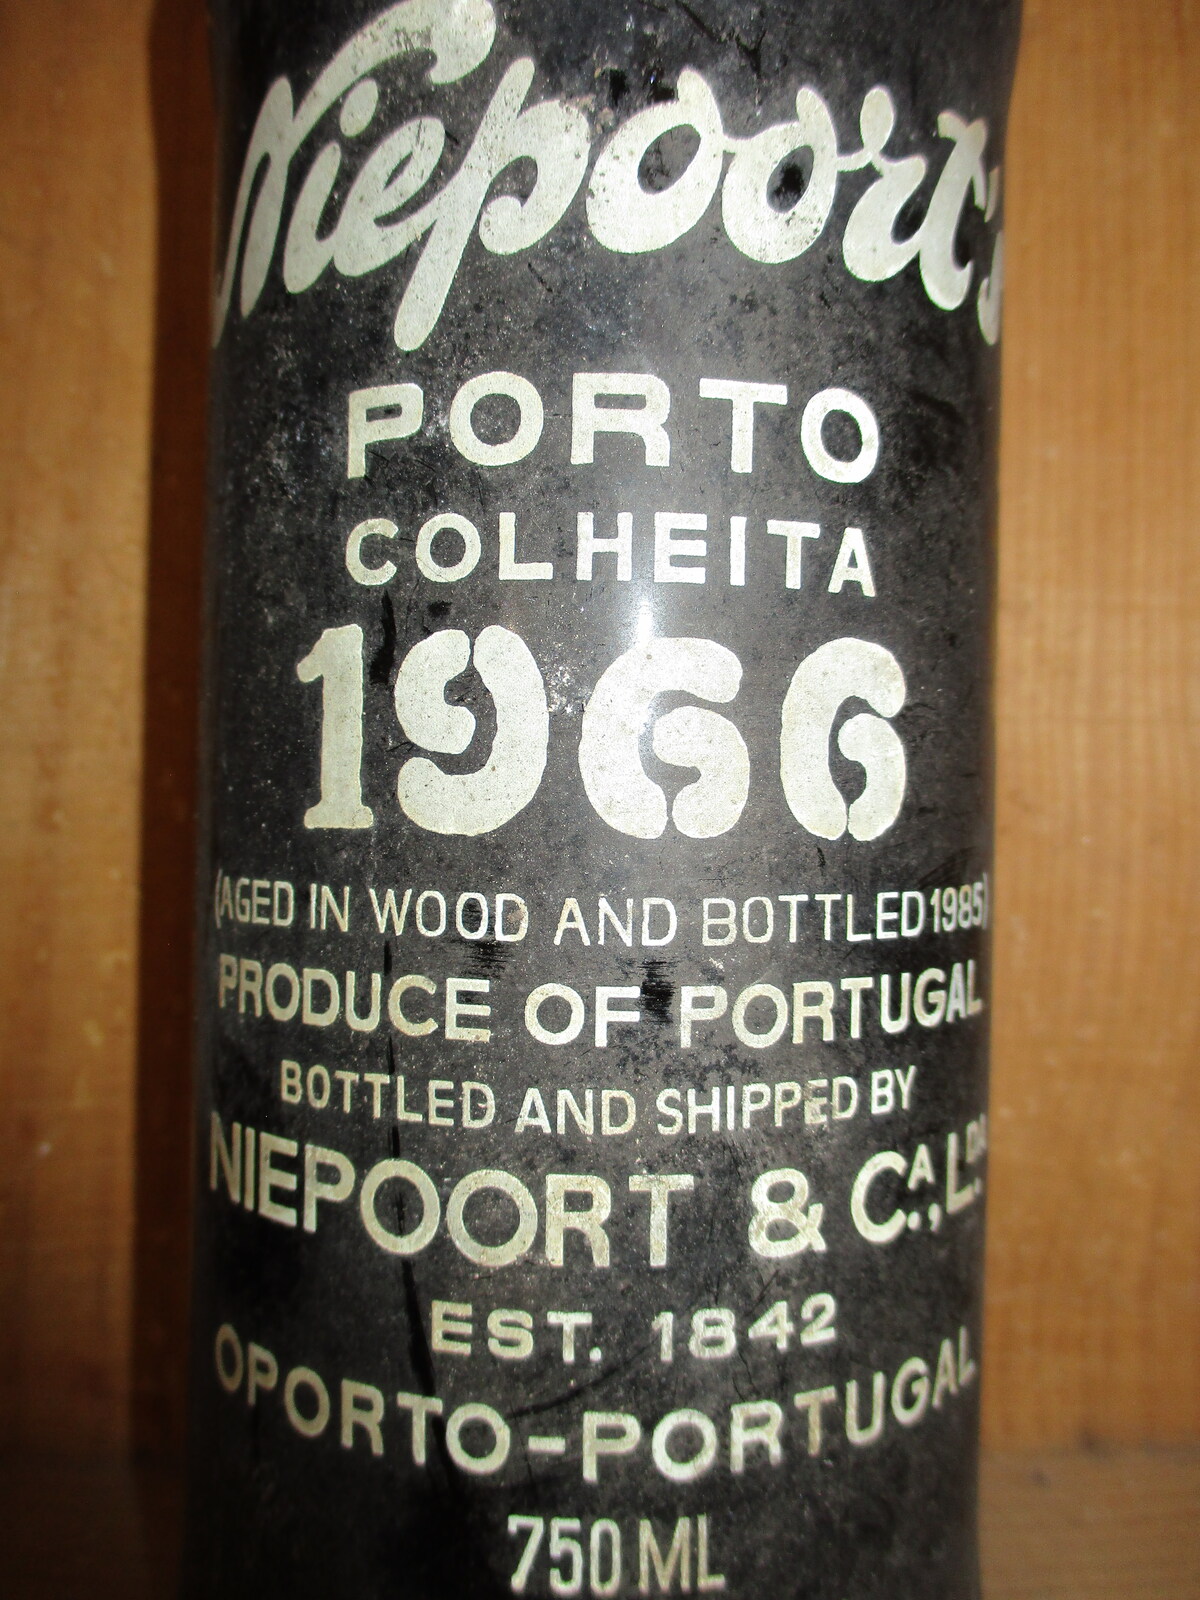 Niepoort's
PORTO
COLHEITA
1966
(AGED IN WOOD AND BOTTLED 1985)
PRODUCE OF PORTUGAL
BOTTLED AND SHIPPED BY
NIEPOORT & CA., LDA
EST. 1842
OPORTO-PORTUGAL
750 ML